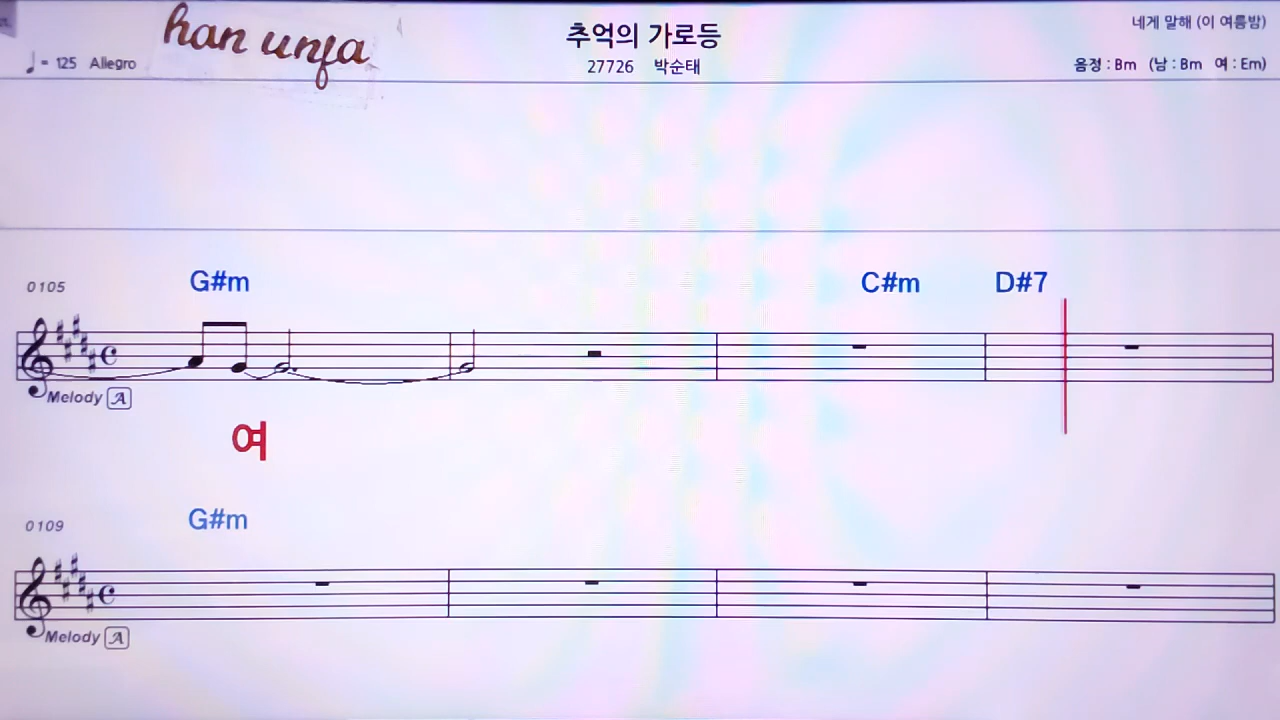 han unja
추억의 가로등
네게 말해 (이 여름밤)
♩= 125 Allegro
27726 박순태
음정 : Bm (남 : Bm 여 : Em)
0105 G#m C#m D#7
Melody A
여
0109 G#m
Melody A